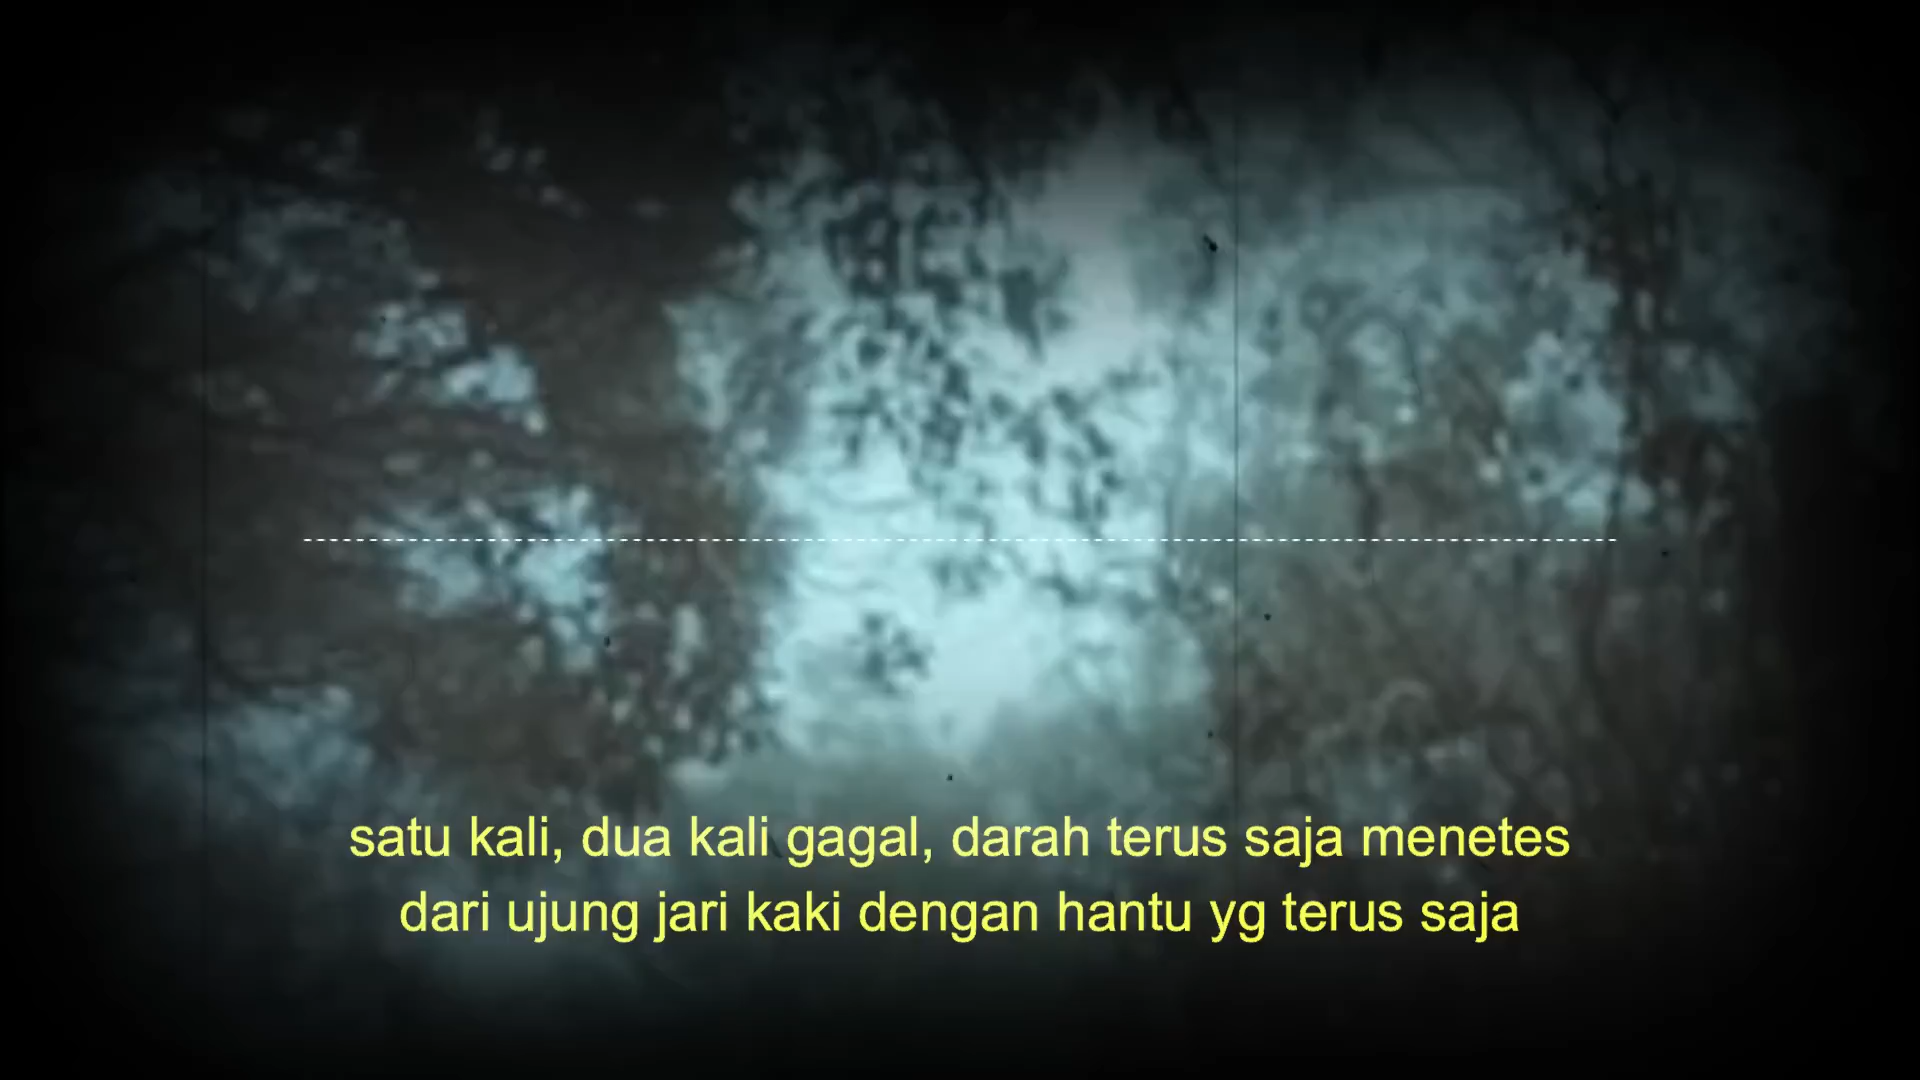 satu kali, dua kali gagal, darah terus saja menetes
dari ujung jari kaki dengan hantu yg terus saja